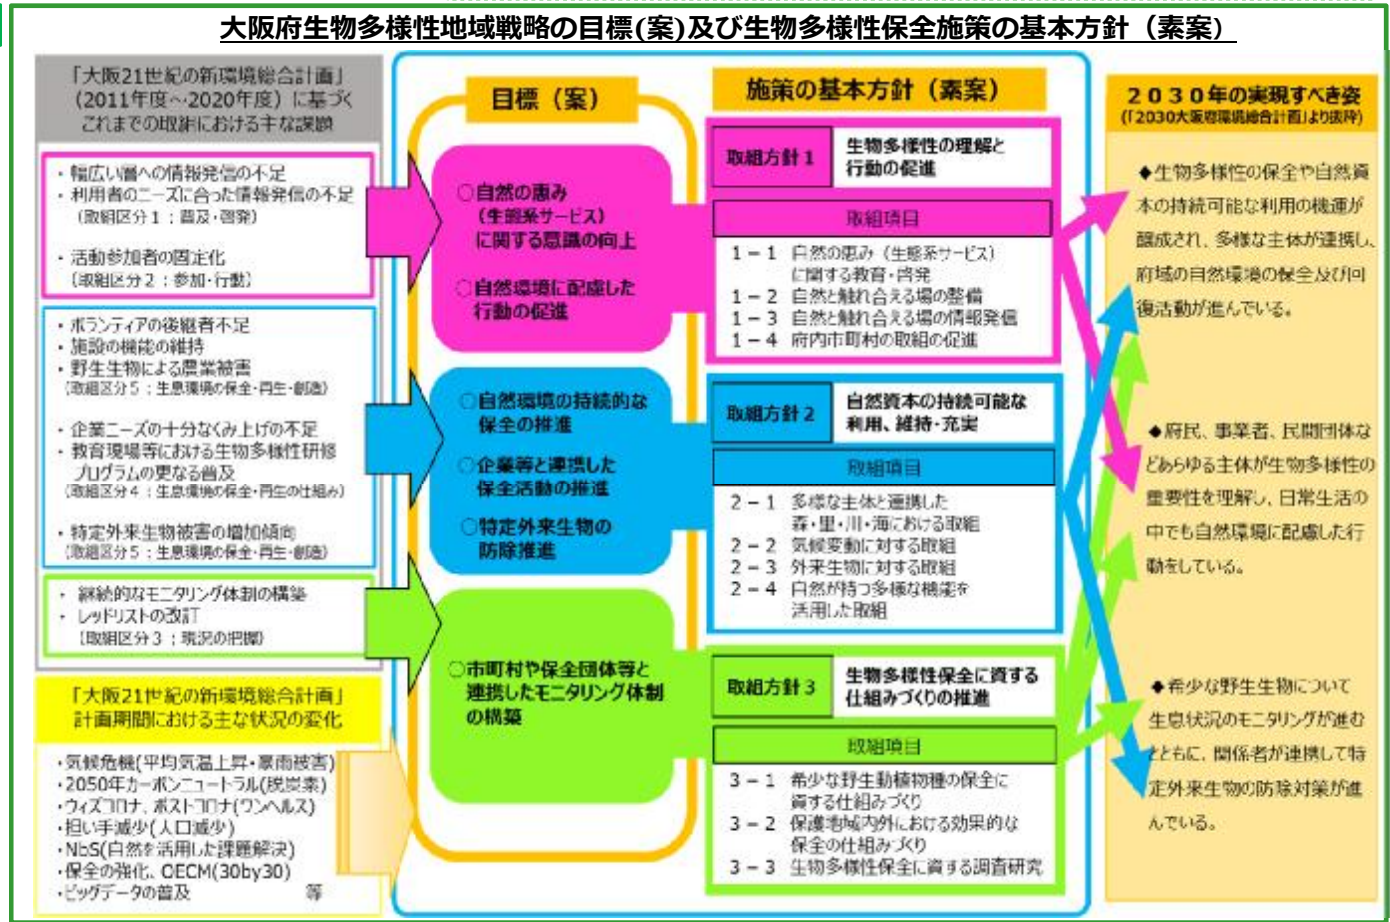 大阪府生物多様性地域戦略の目標(案)及び生物多様性保全施策の基本方針（素案）
「大阪21世紀の新環境総合計画」
（2011年度～2020年度）に基づく
これまでの取組における主な課題
・幅広い層への情報発信の不足
・利用者のニーズに合った情報発信の不足
（取組区分１：普及・啓発）
・活動参加者の固定化
（取組区分２：参加・行動）
・ボランティアの後継者不足
・施設の機能の維持
・野生生物による農業被害
（取組区分５：生息環境の保全・再生・創造）
・企業ニーズの十分なくみ上げの不足
・教育現場等における生物多様性研修
プログラムの更なる普及
（取組区分４：生息環境の保全・再生の仕組み）
・特定外来生物被害の増加傾向
（取組区分５：生息環境の保全・再生・創造）
・継続的なモニタリング体制の構築
・レッドリストの改訂
（取組区分３：現況の把握）
「大阪21世紀の新環境総合計画」
計画期間における主な状況の変化
・気候危機(平均気温上昇・豪雨被害)
・2050年カーボンニュートラル(脱炭素)
・ウィズコロナ、ポストコロナ(ワンヘルス)
・担い手減少(人口減少)
・NbS(自然を活用した課題解決)
・保全の強化、OECM(30by30)
・ビッグデータの普及　等
目標（案）
○自然の恵み
（生態系サービス）
に関する意識の向上
○自然環境に配慮した
行動の促進
○自然環境の持続的な
保全の推進
○企業等と連携した
保全活動の推進
○特定外来生物の
防除推進
○市町村や保全団体等と
連携したモニタリング体制
の構築
施策の基本方針（素案）
取組方針１
生物多様性の理解と
行動の促進
取組項目
１－１ 自然の恵み（生態系サービス）
に関する教育・啓発
１－２ 自然と触れ合える場の整備
１－３ 自然と触れ合える場の情報発信
１－４ 府内市町村の取組の促進
取組方針２
自然資本の持続可能な
利用、維持・充実
取組項目
２－１ 多様な主体と連携した
森・里・川・海における取組
２－２ 気候変動に対する取組
２－３ 外来生物に対する取組
２－４ 自然が持つ多様な機能を
活用した取組
取組方針３
生物多様性保全に資する
仕組みづくりの推進
取組項目
３－１ 希少な野生動植物種の保全に
資する仕組みづくり
３－２ 保護地域内外における効果的な
保全の仕組みづくり
３－３ 生物多様性保全に資する調査研究
２０３０年の実現すべき姿
(「2030大阪府環境総合計画」より抜粋)
◆生物多様性の保全や自然資
本の持続可能な利用の機運が
醸成され、多様な主体が連携し、
府域の自然環境の保全及び回
復活動が進んでいる。
◆府民、事業者、民間団体な
どあらゆる主体が生物多様性の
重要性を理解し、日常生活の
中でも自然環境に配慮した行
動をしている。
◆希少な野生生物について
生息状況のモニタリングが進む
とともに、関係者が連携して特
定外来生物の防除対策が進
んでいる。